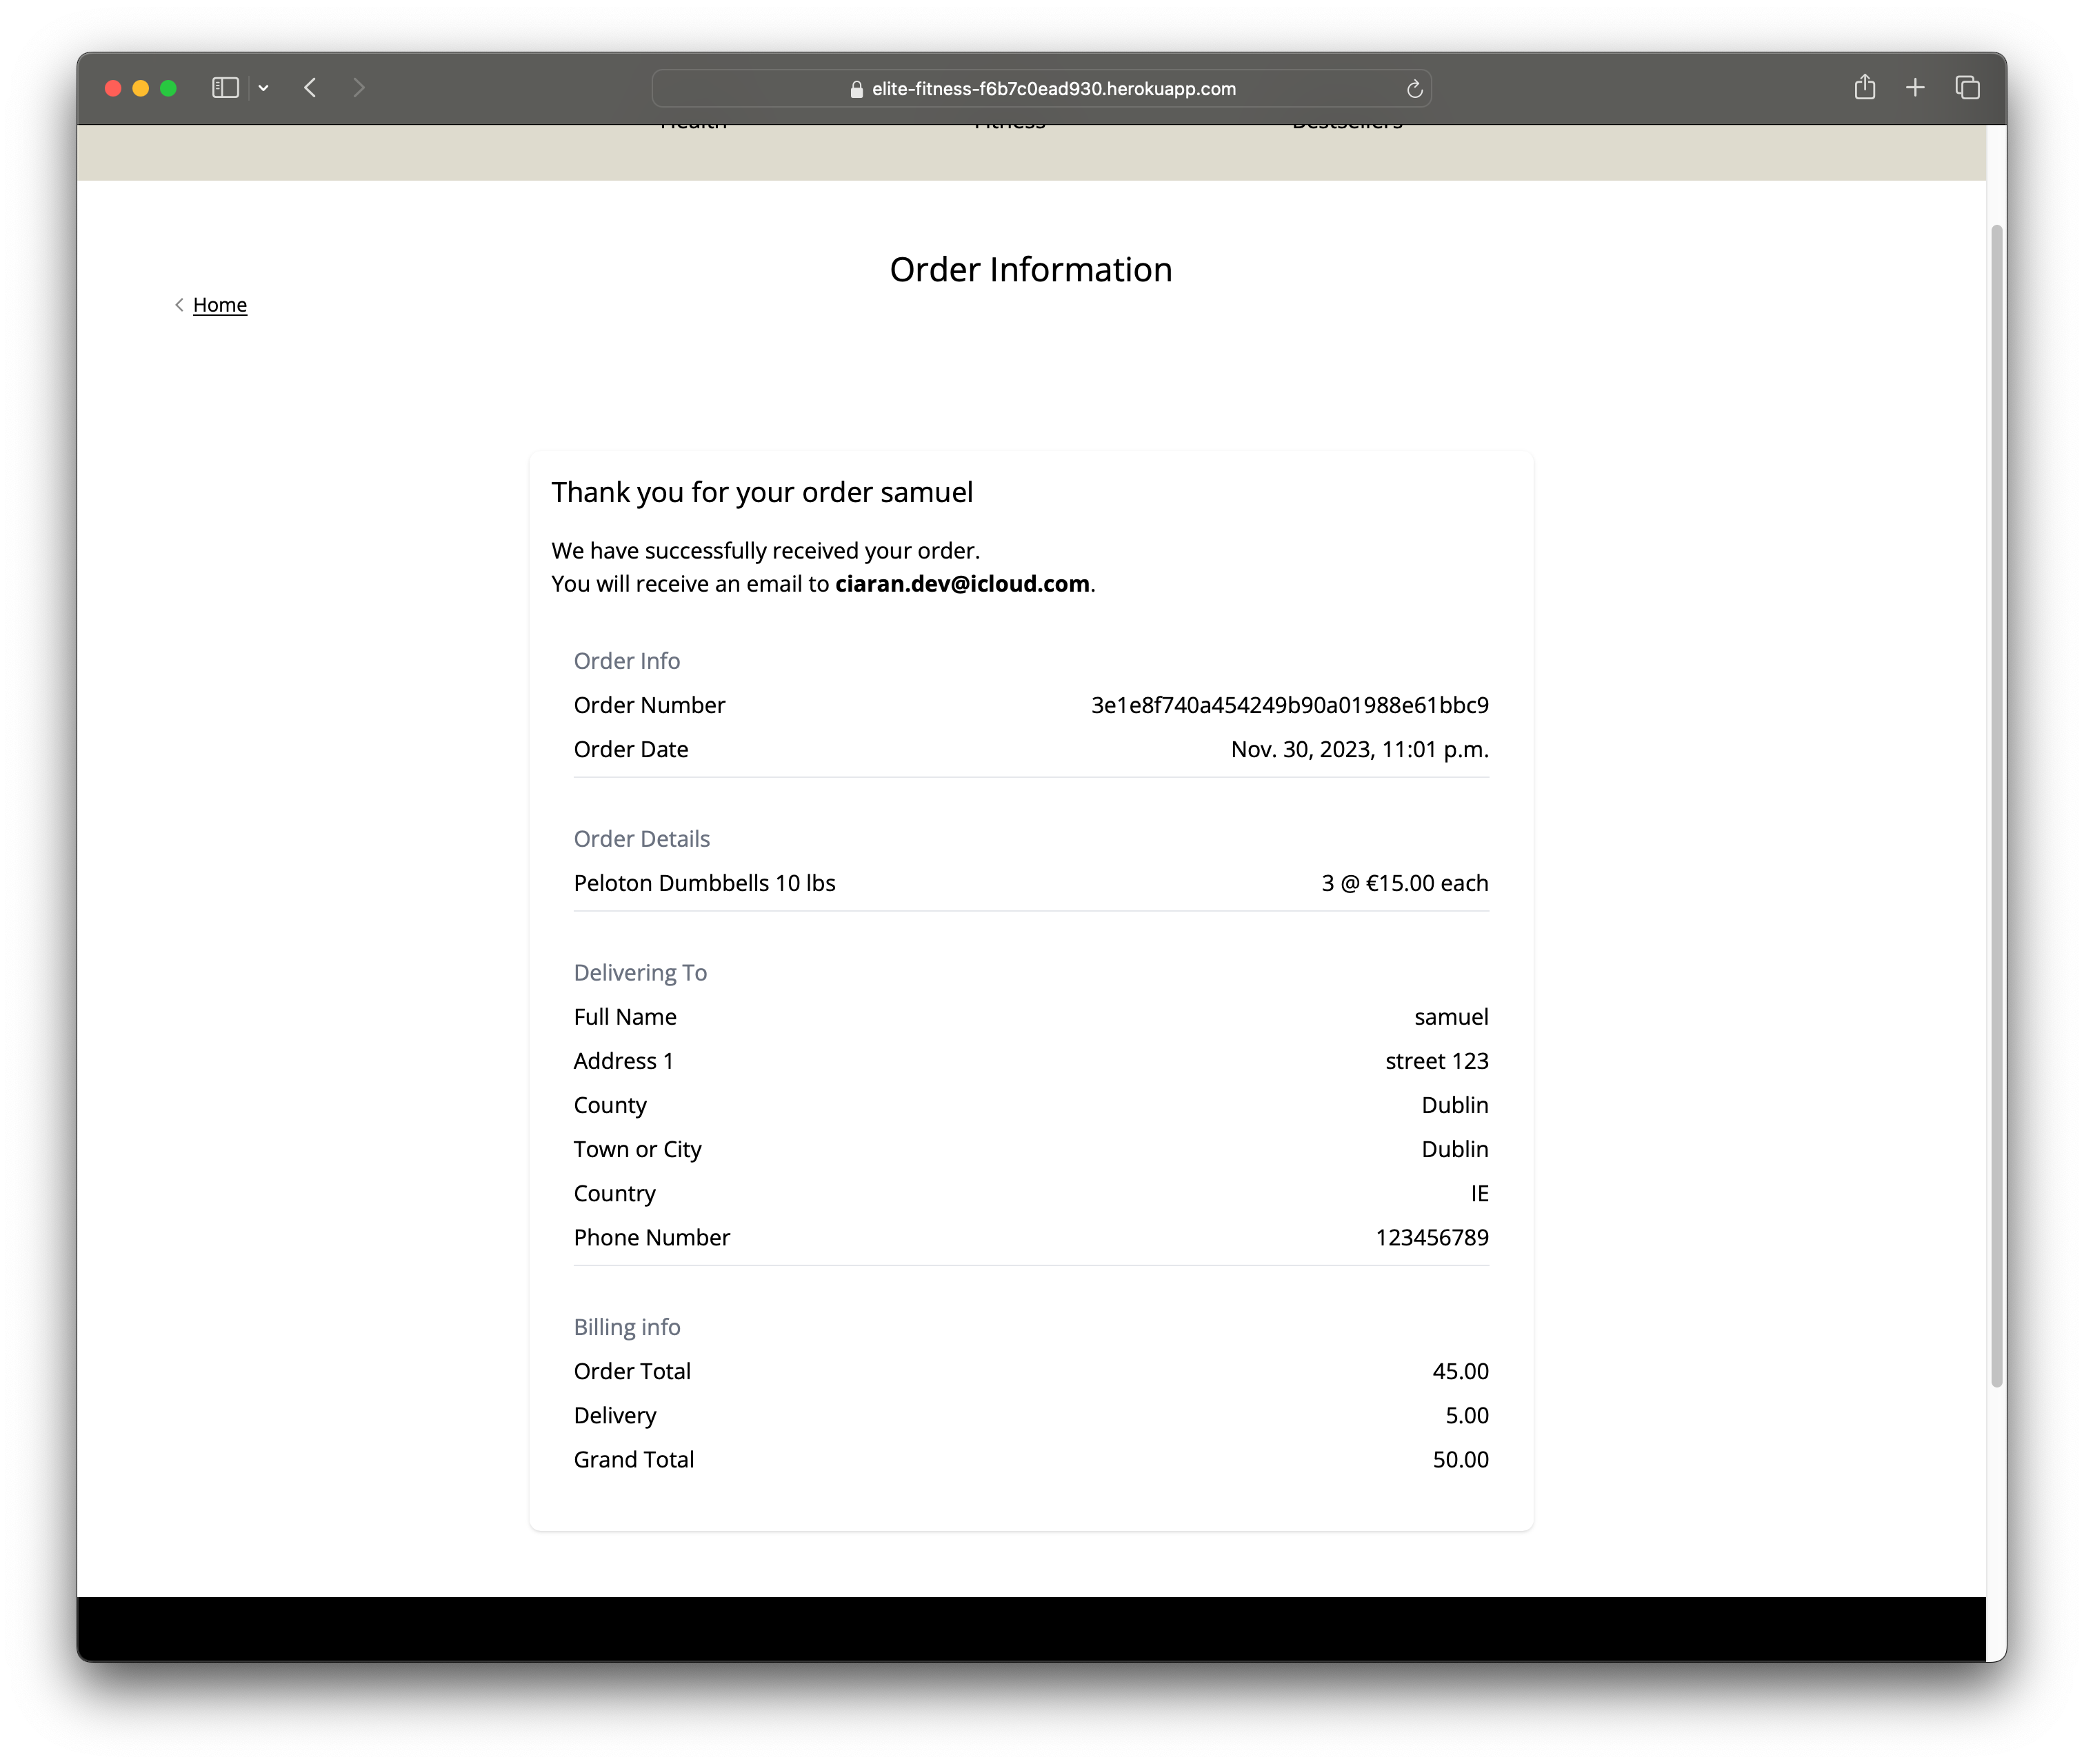 elite-fitness-f6b7c0ead930.herokuapp.com
Health Fitness Bestsellers
Order Information
Home
Thank you for your order samuel
We have successfully received your order.
You will receive an email to ciaran.dev@icloud.com.
Order Info
Order Number 3e1e8f740a454249b90a01988e61bbc9
Order Date Nov. 30, 2023, 11:01 p.m.
Order Details
Peloton Dumbbells 10 lbs 3 @ €15.00 each
Delivering To
Full Name samuel
Address 1 street 123
County Dublin
Town or City Dublin
Country IE
Phone Number 123456789
Billing info
Order Total 45.00
Delivery 5.00
Grand Total 50.00